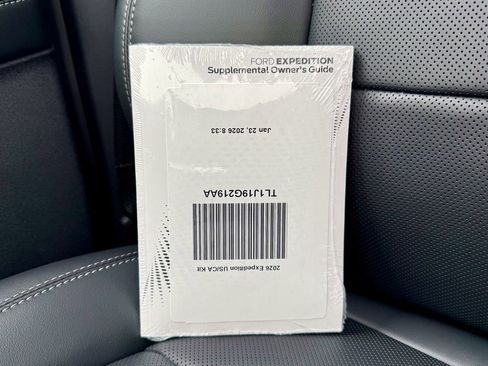 FORD EXPEDITION
Supplemental Owner's Guide
2026 Expedition US/CA Kit
TL1J19G219AA
Jan 23, 2026 8:33